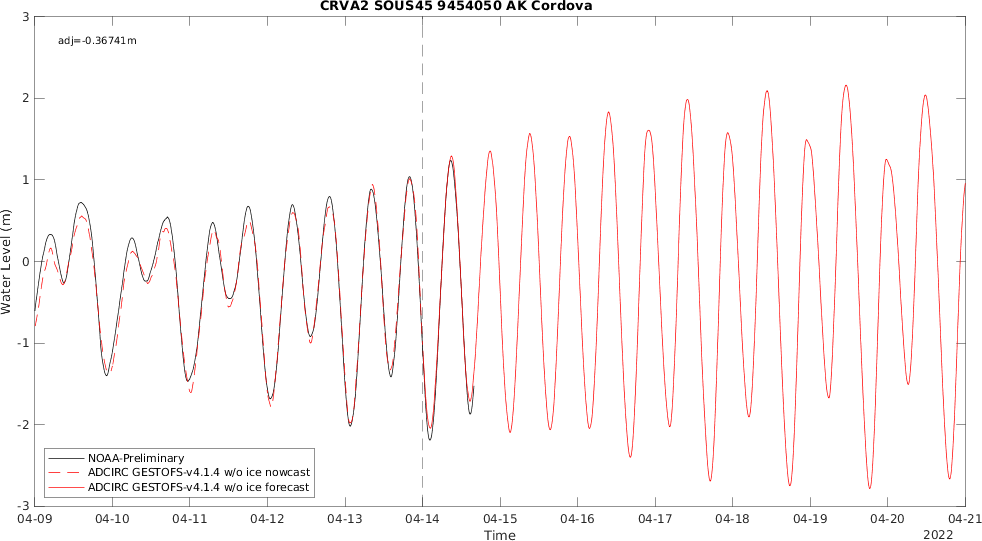 CRVA2 SOUS45 9454050 AK Cordova
adj=-0.36741m
3
2
1
0
-1
-2
-3
Water Level (m)
NOAA-Preliminary
ADCIRC GESTOFS-v4.1.4 w/o ice nowcast
ADCIRC GESTOFS-v4.1.4 w/o ice forecast
04-09 04-10 04-11 04-12 04-13 04-14 04-15 04-16 04-17 04-18 04-19 04-20 04-21
Time
2022